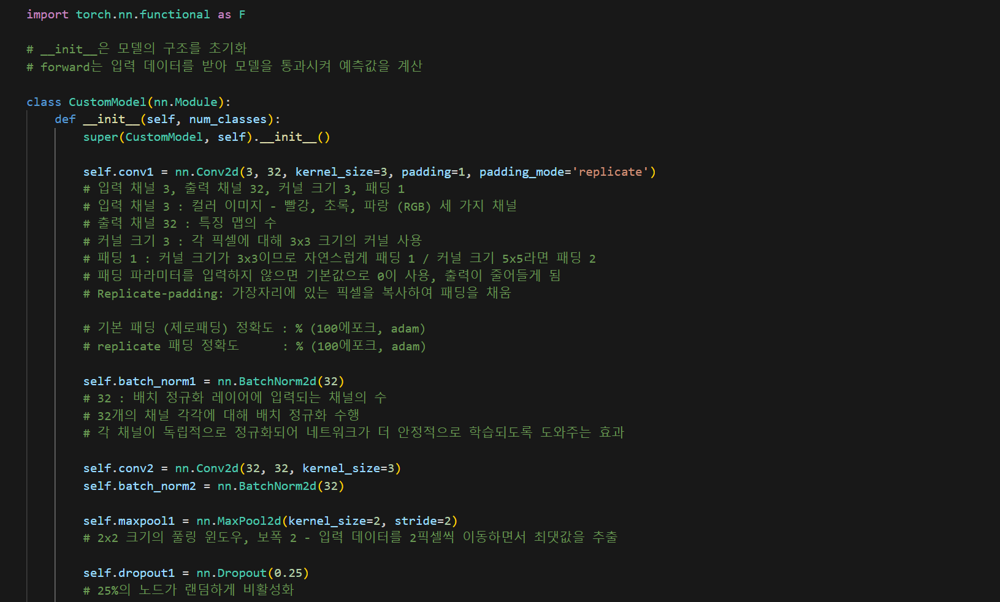 import torch.nn.functional as F
# __init__은 모델의 구조를 초기화
# forward는 입력 데이터를 받아 모델을 통과시켜 예측값을 계산
class CustomModel(nn.Module):
def __init__(self, num_classes):
super(CustomModel, self).__init__()
self.conv1 = nn.Conv2d(3, 32, kernel_size=3, padding=1, padding_mode='replicate')
# 입력 채널 3, 출력 채널 32, 커널 크기 3, 패딩 1
# 입력 채널 3 : 컬러 이미지 - 빨강, 초록, 파랑 (RGB) 세 가지 채널
# 출력 채널 32 : 특징 맵의 수
# 커널 크기 3 : 각 픽셀에 대해 3x3 크기의 커널 사용
# 패딩 1 : 커널 크기가 3x3이므로 자연스럽게 패딩 1 / 커널 크기 5x5라면 패딩 2
# 패딩 파라미터를 입력하지 않으면 기본값으로 0이 사용, 출력이 줄어들게 됨
# Replicate-padding: 가장자리에 있는 픽셀을 복사하여 패딩을 채움
# 기본 패딩 (제로패딩) 정확도 : % (100에포크, adam)
# replicate 패딩 정확도 : % (100에포크, adam)
self.batch_norm1 = nn.BatchNorm2d(32)
# 32 : 배치 정규화 레이어에 입력되는 채널의 수
# 32개의 채널 각각에 대해 배치 정규화 수행
# 각 채널이 독립적으로 정규화되어 네트워크가 더 안정적으로 학습되도록 도와주는 효과
self.conv2 = nn.Conv2d(32, 32, kernel_size=3)
self.batch_norm2 = nn.BatchNorm2d(32)
self.maxpool1 = nn.MaxPool2d(kernel_size=2, stride=2)
# 2x2 크기의 풀링 윈도우, 보폭 2 - 입력 데이터를 2픽셀씩 이동하면서 최댓값을 추출
self.dropout1 = nn.Dropout(0.25)
# 25%의 노드가 랜덤하게 비활성화